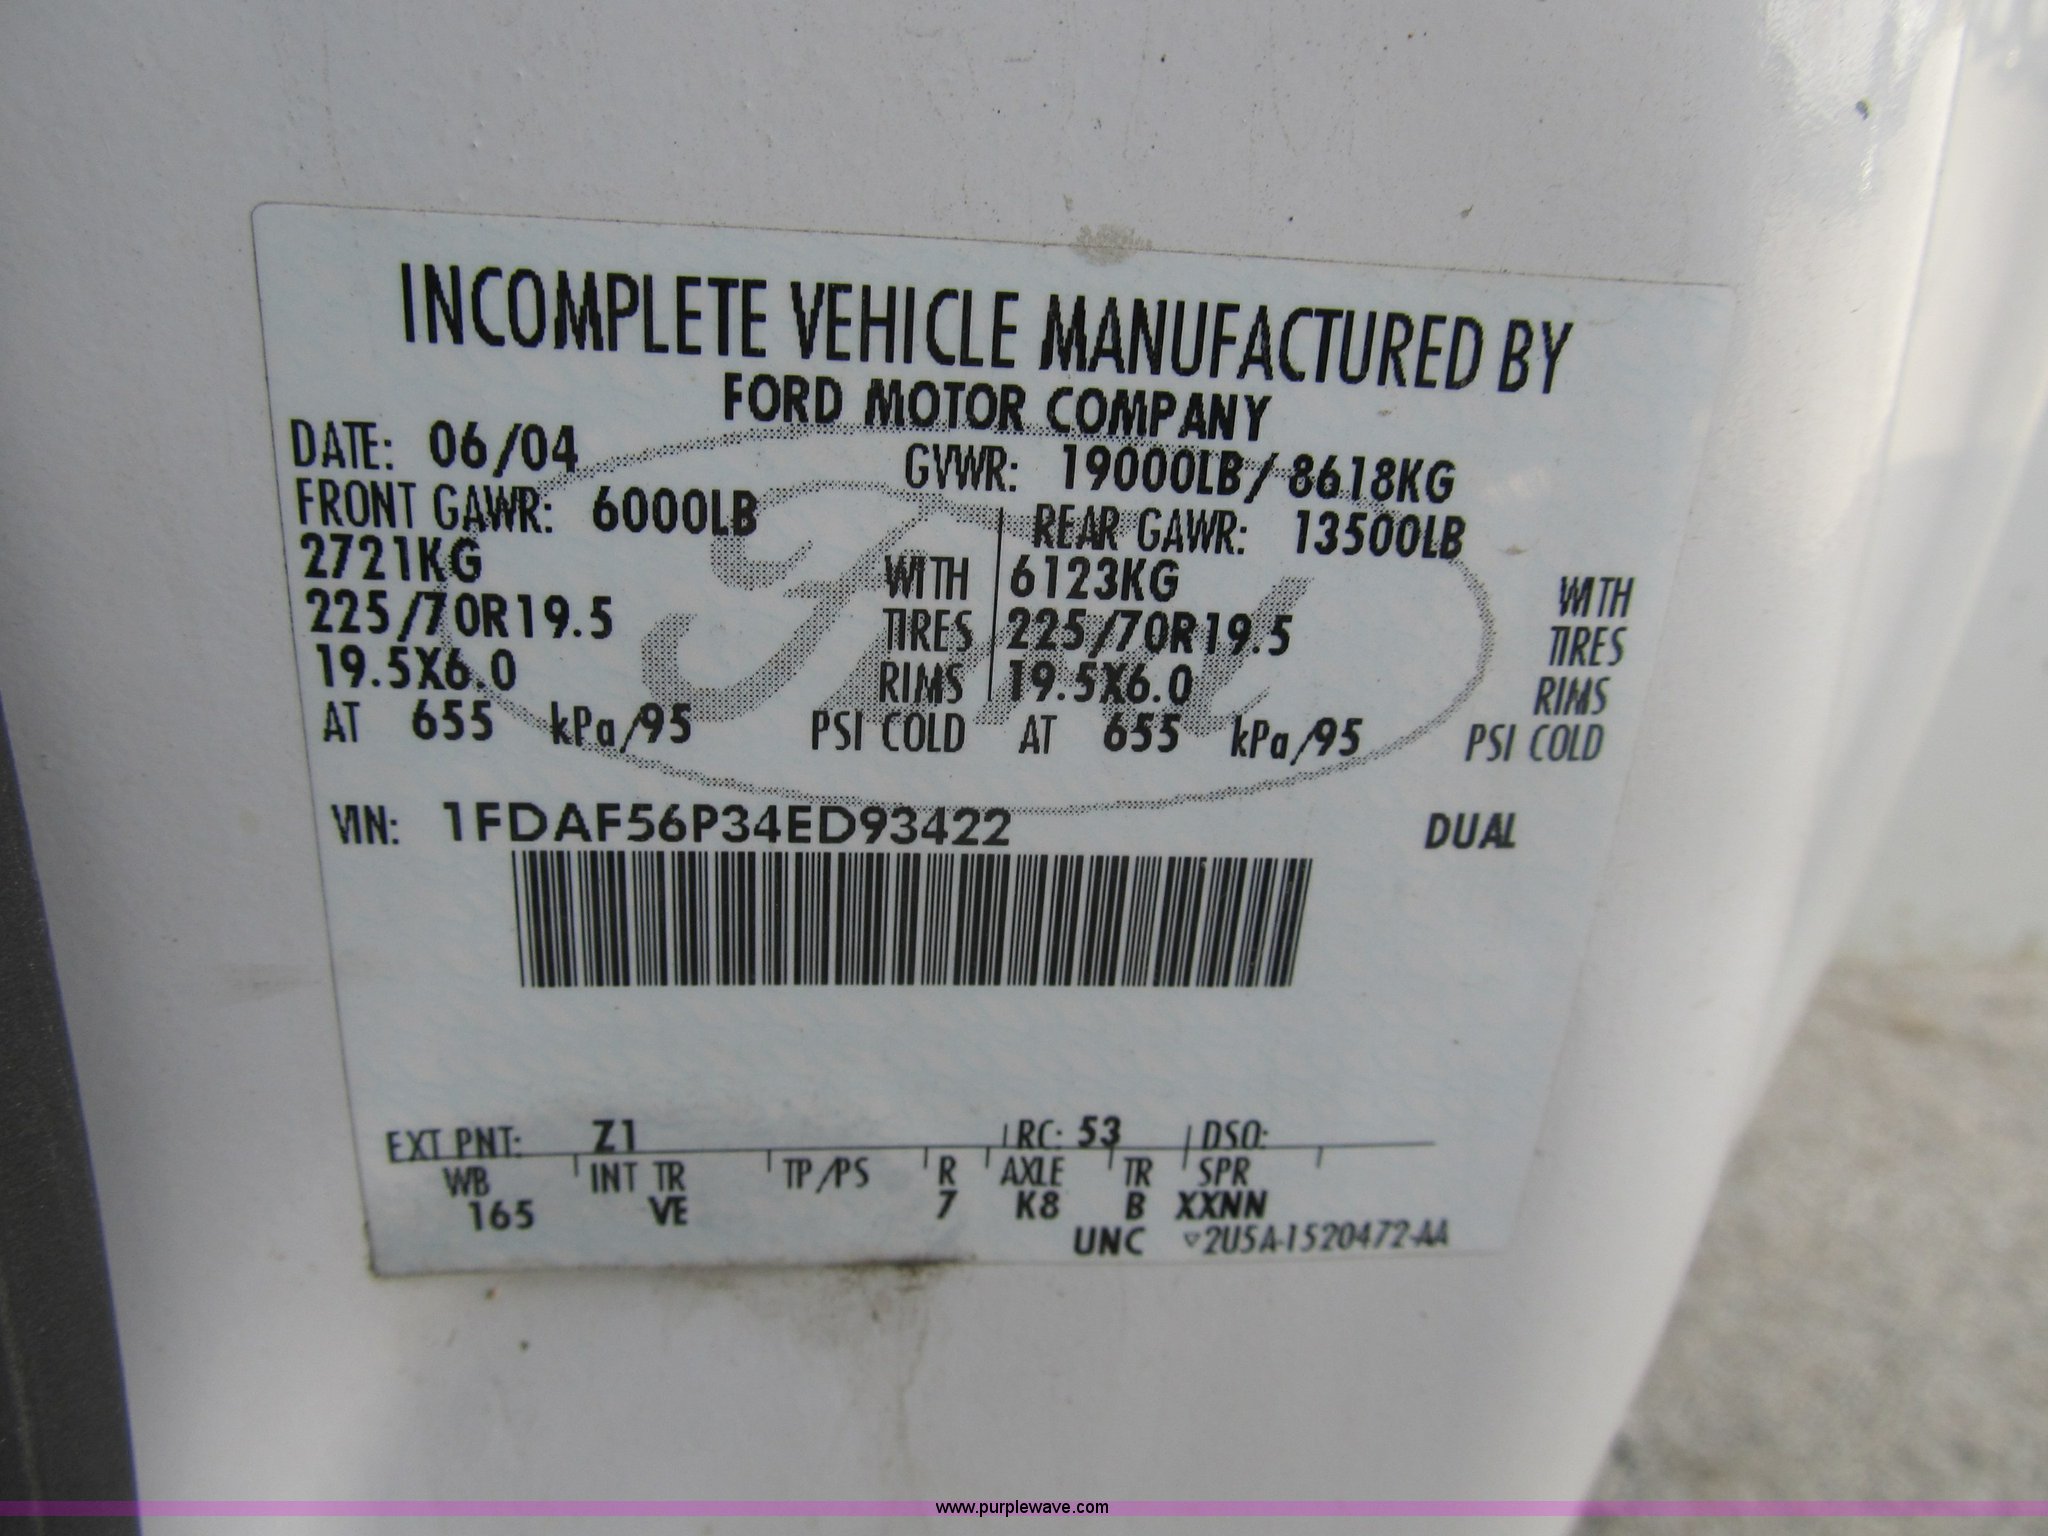 INCOMPLETE VEHICLE MANUFACTURED BY
FORD MOTOR COMPANY
DATE: 06/04 GVWR: 19000LB/ 8618KG
FRONT GAWR: 6000LB REAR GAWR: 13500LB
2721KG WITH 6123KG WITH
225/70R19.5 TIRES 225/70R19.5 TIRES
19.5X6.0 RIMS 19.5X6.0 RIMS
AT 655 kPa/95 PSI COLD AT 655 kPa/95 PSI COLD
VIN: 1FDAF56P34ED93422 DUAL
EXT PNT: Z1 RC: 53 DSO:
WB INT TR TP/PS R AXLE TR SPR
165 VE 7 K8 B XXNN
UNC 2U5A-1520472-AA
www.purplewave.com